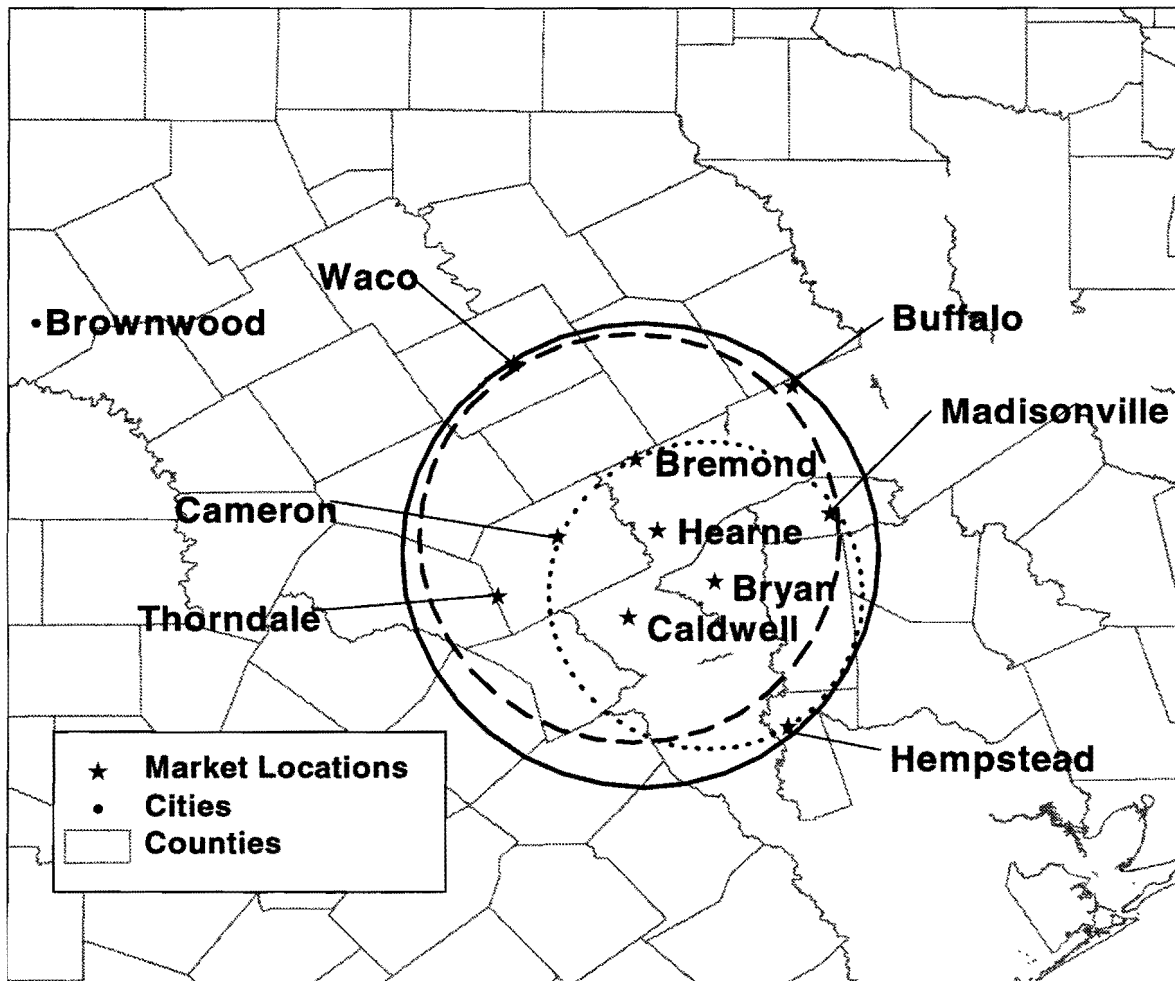 Waco
Brownwood
Buffalo
Madisonville
Bremond
Cameron
Hearne
Bryan
Thorndale
Caldwell
Hempstead
Market Locations
Cities
Counties